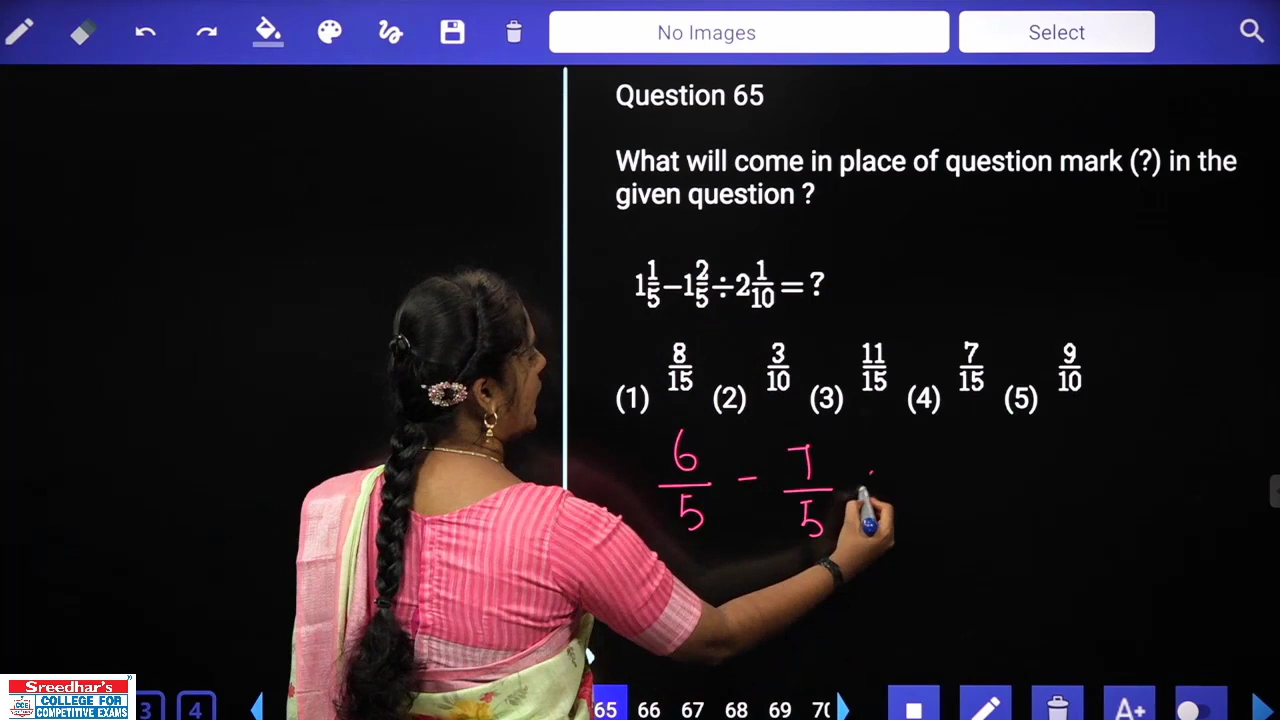 No Images
Select
Question 65
What will come in place of question mark (?) in the
given question ?
1 1/5 − 1 2/5 ÷ 2 1/10 = ?
(1) 8/15 (2) 3/10 (3) 11/15 (4) 7/15 (5) 9/10
6/5 - 7/5
Sreedhar's
CCE
COLLEGE FOR
COMPETITIVE EXAMS
3 4
65 66 67 68 69 70
A+